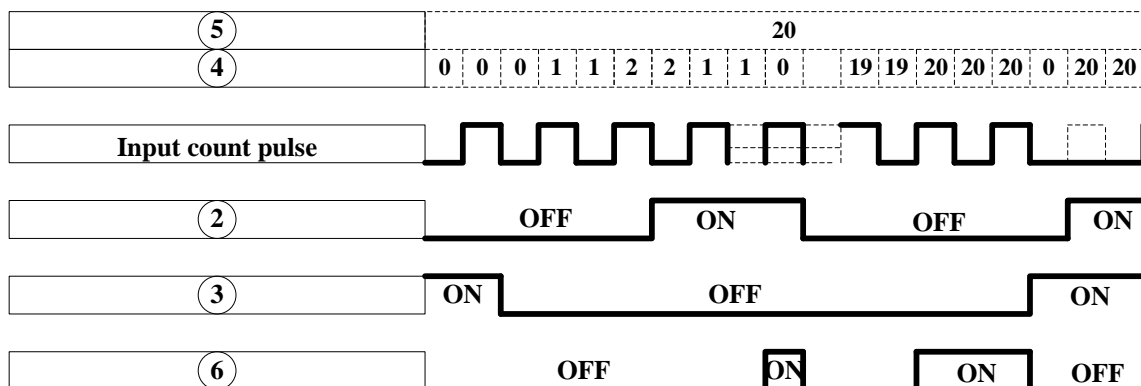 ⑤ 20
④ 0 0 0 1 1 2 2 1 1 0 19 19 20 20 20 0 20 20
Input count pulse
② OFF ON OFF ON
③ ON OFF ON
⑥ OFF ON ON OFF